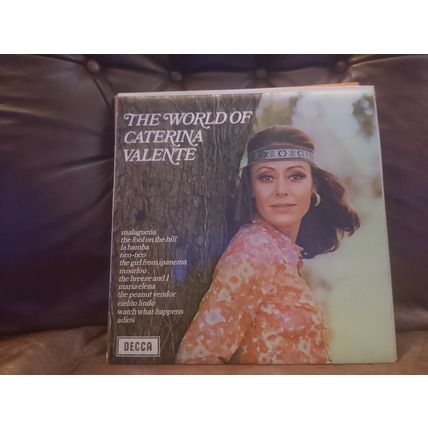 THE WORLD OF
CATERINA
VALENTE
malagueña
the fool on the hill
la bamba
tico-tico
the girl from ipanema
misirlou
the breeze and I
maria elena
the peanut vendor
cielito lindo
watch what happens
adios
DECCA